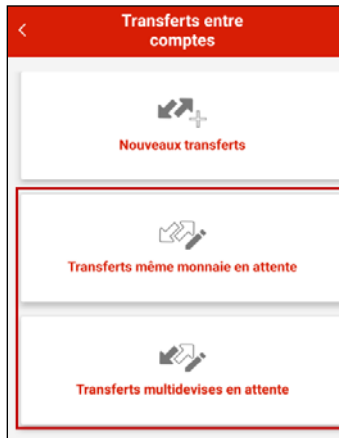 Transferts entre
comptes
Nouveaux transferts
Transferts même monnaie en attente
Transferts multidevises en attente